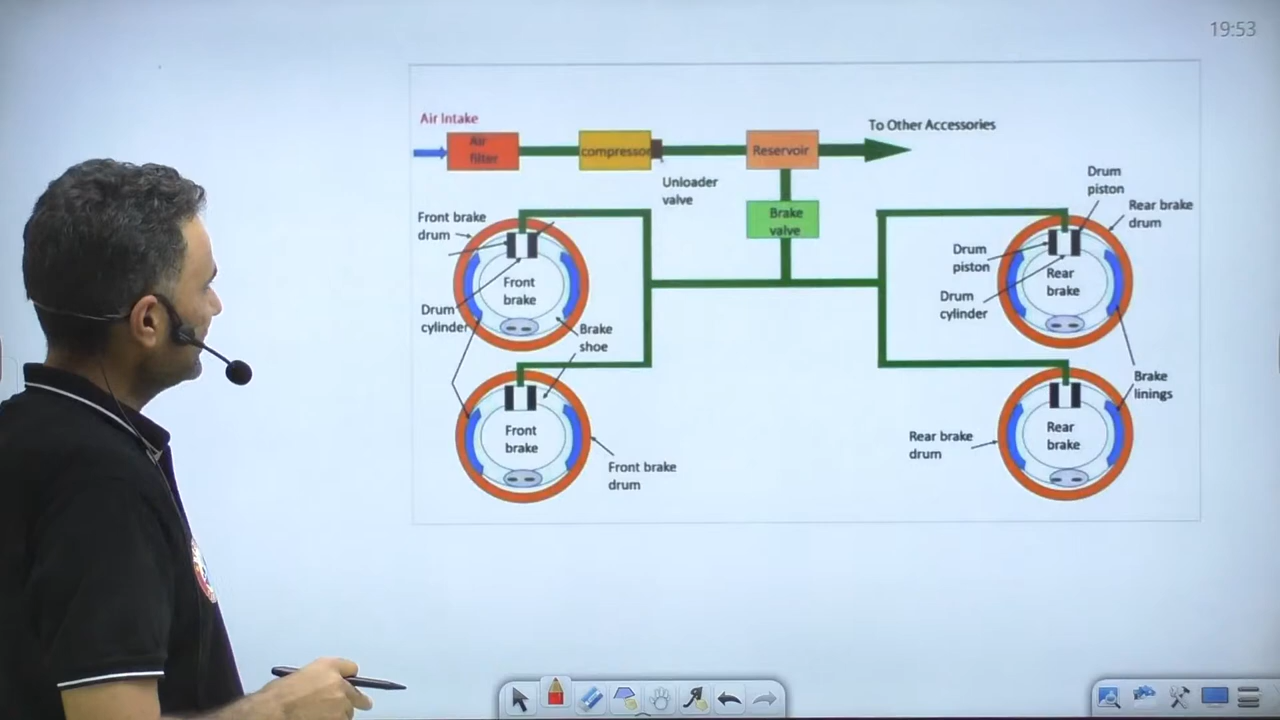 19:53
Air Intake
To Other Accessories
Air
filter
compressor
Reservoir
Unloader
valve
Drum
piston
Front brake
drum
Brake
valve
Rear brake
drum
Drum
piston
Front
brake
Rear
brake
Drum
cylinder
Drum
cylinder
Brake
shoe
Brake
linings
Front
brake
Rear
brake
Rear brake
drum
Front brake
drum